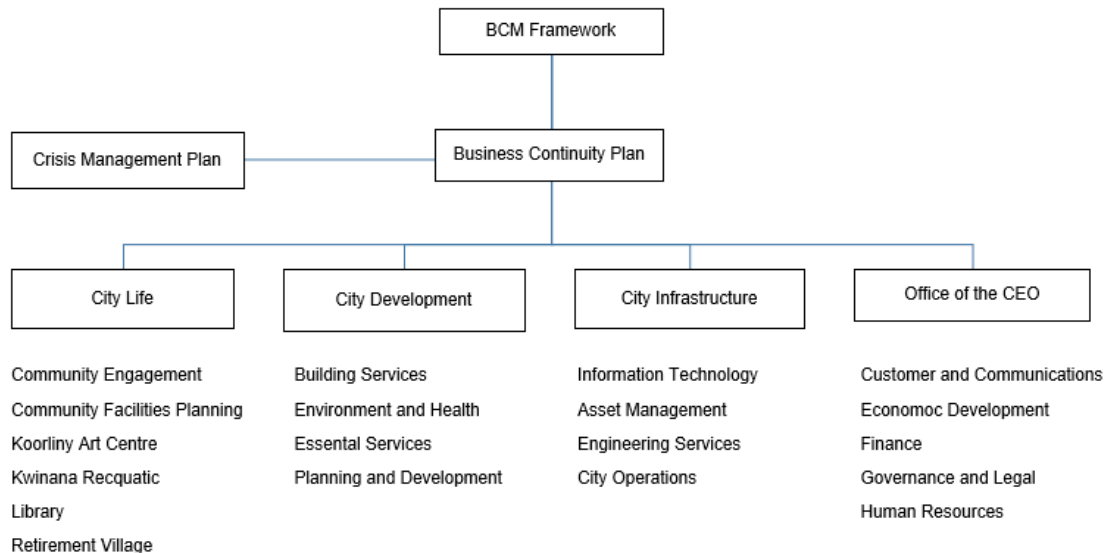 BCM Framework
Crisis Management Plan
Business Continuity Plan
City Life
City Development
City Infrastructure
Office of the CEO
Community Engagement
Community Facilities Planning
Koorliny Art Centre
Kwinana Recquatic
Library
Retirement Village
Building Services
Environment and Health
Essental Services
Planning and Development
Information Technology
Asset Management
Engineering Services
City Operations
Customer and Communications
Economoc Development
Finance
Governance and Legal
Human Resources